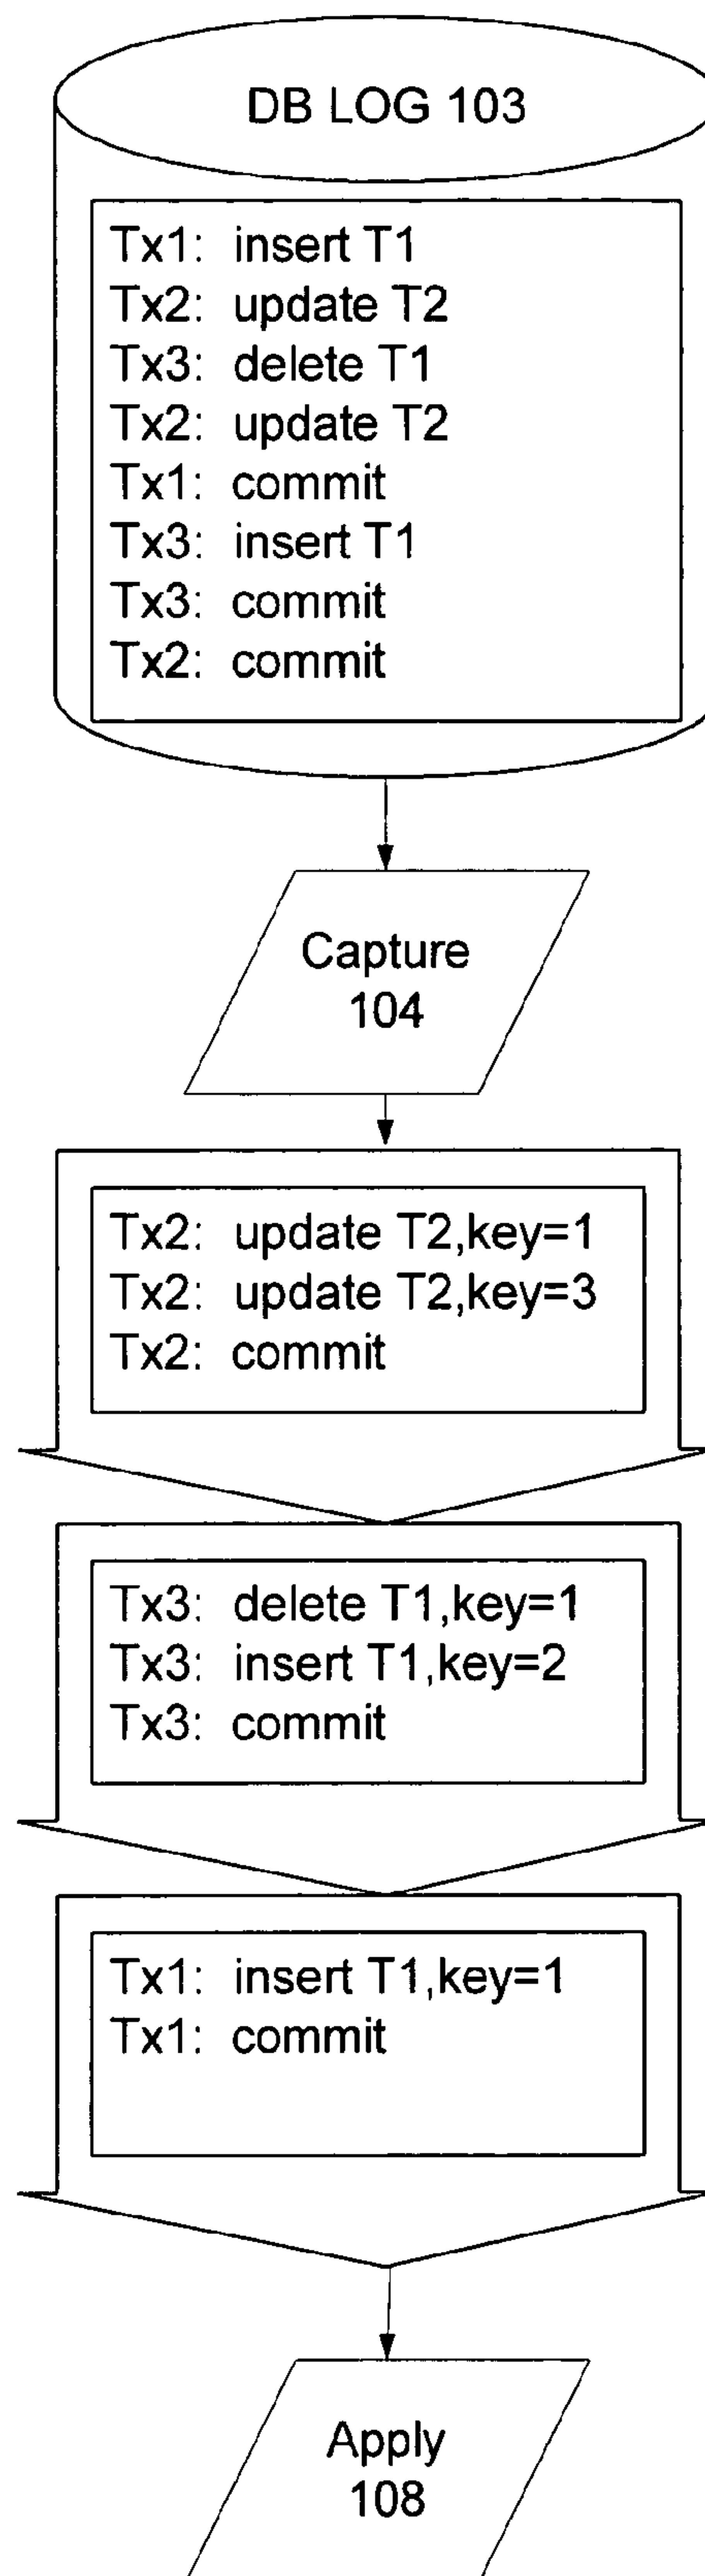 DB LOG 103
Tx1: insert T1
Tx2: update T2
Tx3: delete T1
Tx2: update T2
Tx1: commit
Tx3: insert T1
Tx3: commit
Tx2: commit
Capture
104
Tx2: update T2,key=1
Tx2: update T2,key=3
Tx2: commit
Tx3: delete T1,key=1
Tx3: insert T1,key=2
Tx3: commit
Tx1: insert T1,key=1
Tx1: commit
Apply
108